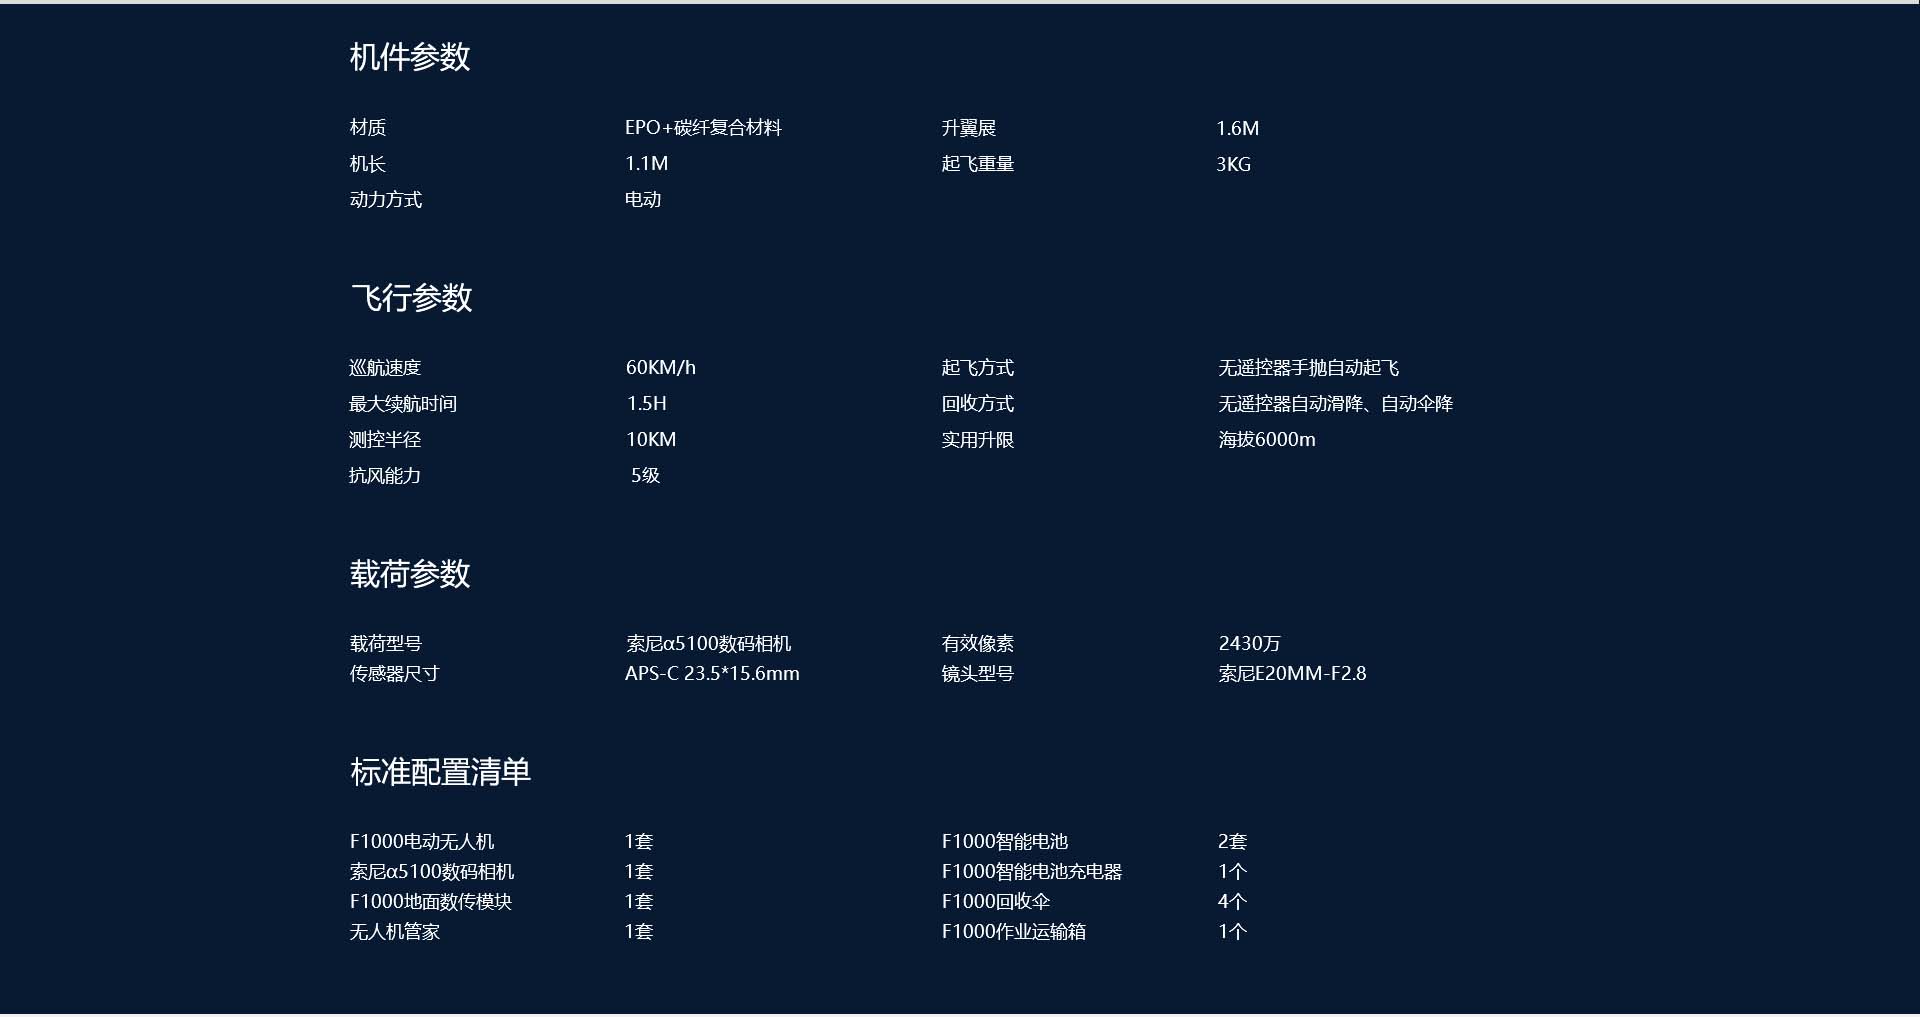 机件参数
材质 EPO+碳纤复合材料 升翼展 1.6M
机长 1.1M 起飞重量 3KG
动力方式 电动
飞行参数
巡航速度 60KM/h 起飞方式 无遥控器手抛自动起飞
最大续航时间 1.5H 回收方式 无遥控器自动滑降、自动伞降
测控半径 10KM 实用升限 海拔6000m
抗风能力 5级
载荷参数
载荷型号 索尼α5100数码相机 有效像素 2430万
传感器尺寸 APS-C 23.5*15.6mm 镜头型号 索尼E20MM-F2.8
标准配置清单
F1000电动无人机 1套 F1000智能电池 2套
索尼α5100数码相机 1套 F1000智能电池充电器 1个
F1000地面数传模块 1套 F1000回收伞 4个
无人机管家 1套 F1000作业运输箱 1个